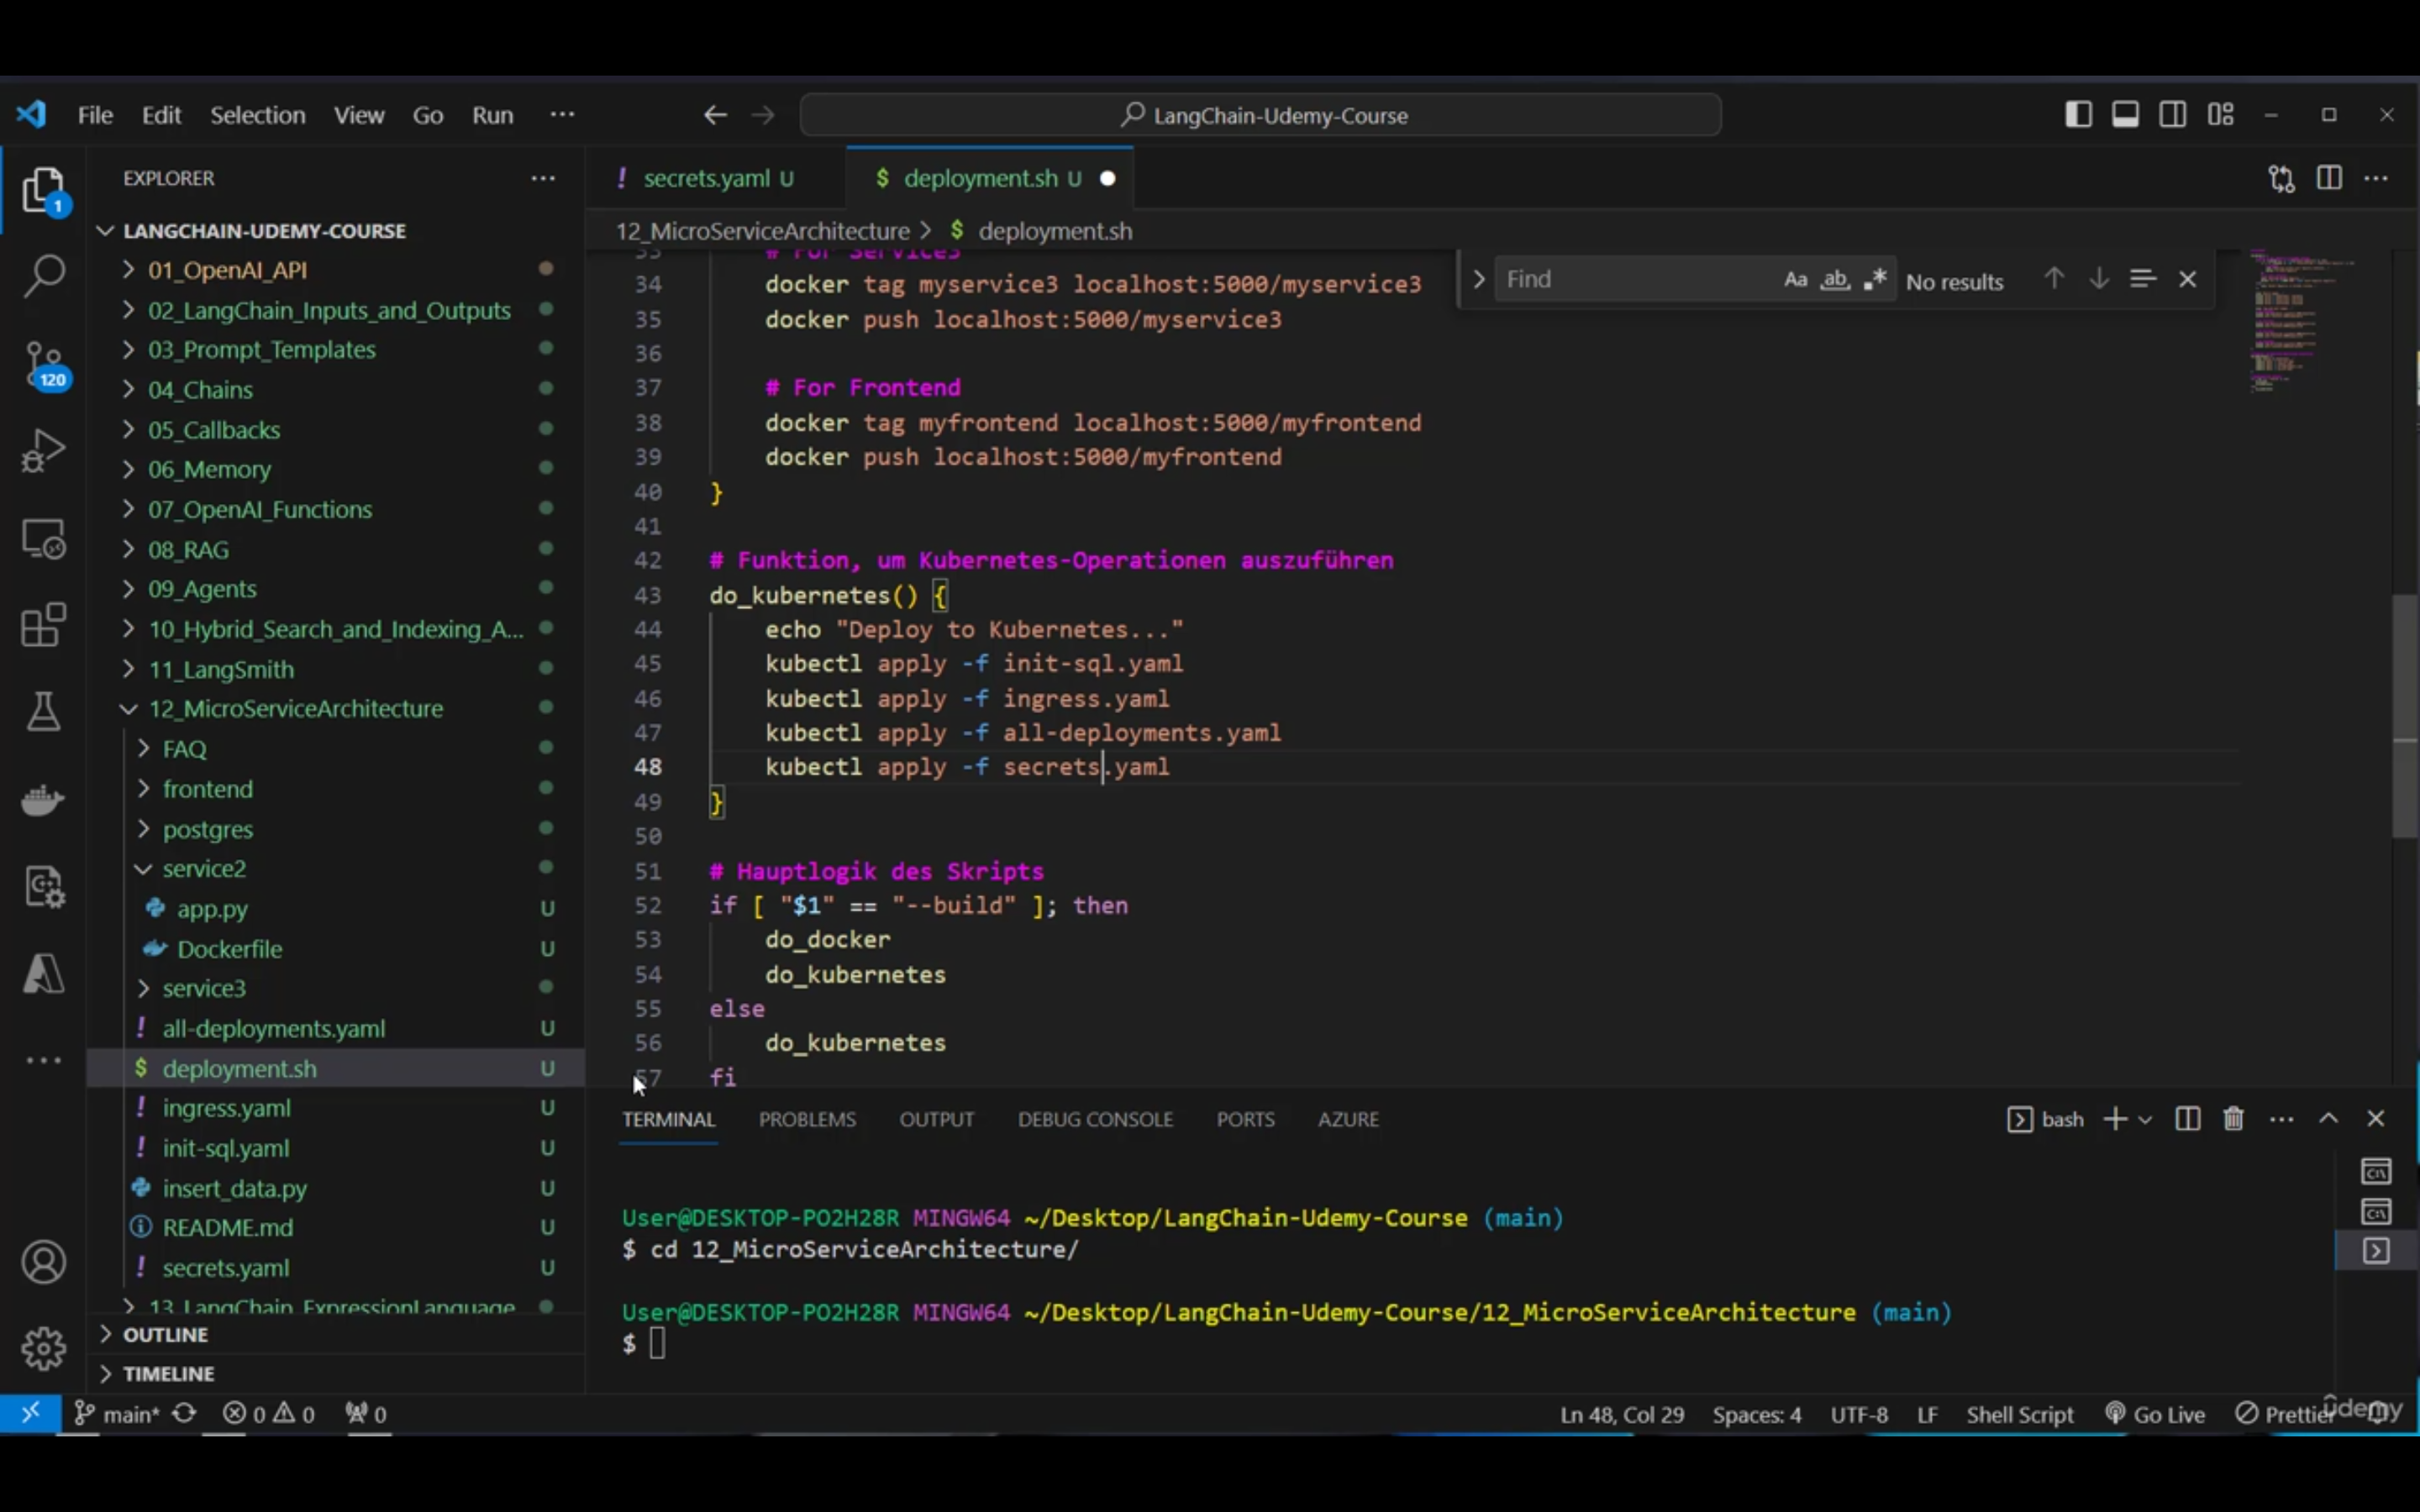 File Edit Selection View Go Run ...
LangChain-Udemy-Course
EXPLORER
1
120
LANGCHAIN-UDEMY-COURSE
01_OpenAI_API
02_LangChain_Inputs_and_Outputs
03_Prompt_Templates
04_Chains
05_Callbacks
06_Memory
07_OpenAI_Functions
08_RAG
09_Agents
10_Hybrid_Search_and_Indexing_A...
11_LangSmith
12_MicroServiceArchitecture
FAQ
frontend
postgres
service2
app.py U
Dockerfile U
service3
all-deployments.yaml U
deployment.sh U
ingress.yaml U
init-sql.yaml U
insert_data.py U
README.md U
secrets.yaml U
13_LangChain_ExpressionLanguage
OUTLINE
TIMELINE
! secrets.yaml U
$ deployment.sh U
12_MicroServiceArchitecture > $ deployment.sh
Find Aa ab No results
33 # For Service3
34 docker tag myservice3 localhost:5000/myservice3
35 docker push localhost:5000/myservice3
36
37 # For Frontend
38 docker tag myfrontend localhost:5000/myfrontend
39 docker push localhost:5000/myfrontend
40 }
41
42 # Funktion, um Kubernetes-Operationen auszuführen
43 do_kubernetes() {
44 echo "Deploy to Kubernetes..."
45 kubectl apply -f init-sql.yaml
46 kubectl apply -f ingress.yaml
47 kubectl apply -f all-deployments.yaml
48 kubectl apply -f secrets.yaml
49 }
50
51 # Hauptlogik des Skripts
52 if [ "$1" == "--build" ]; then
53 do_docker
54 do_kubernetes
55 else
56 do_kubernetes
57 fi
TERMINAL PROBLEMS OUTPUT DEBUG CONSOLE PORTS AZURE
bash
User@DESKTOP-PO2H28R MINGW64 ~/Desktop/LangChain-Udemy-Course (main)
$ cd 12_MicroServiceArchitecture/
User@DESKTOP-PO2H28R MINGW64 ~/Desktop/LangChain-Udemy-Course/12_MicroServiceArchitecture (main)
$
main* 0 0 0
Ln 48, Col 29 Spaces: 4 UTF-8 LF Shell Script Go Live Prettier
udemy